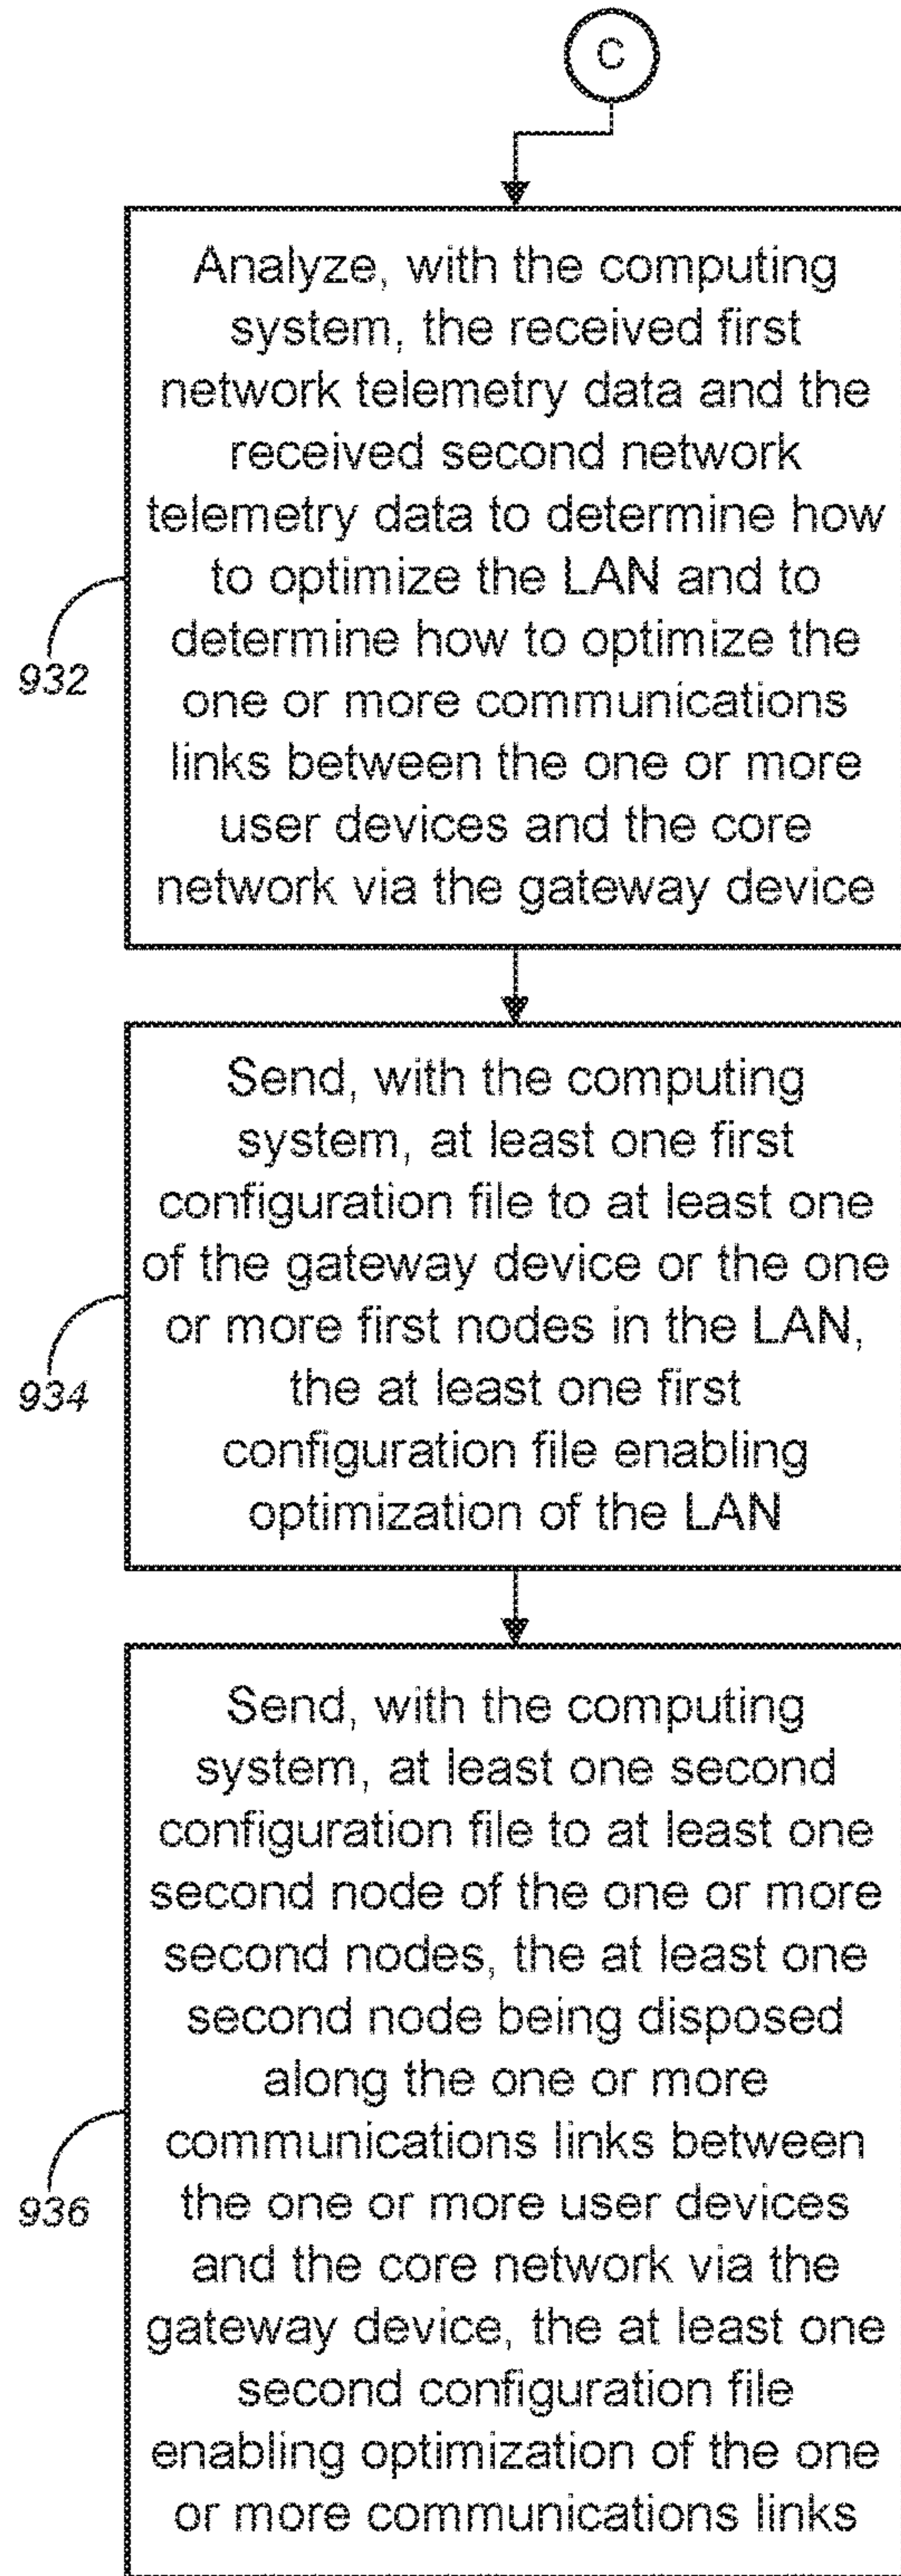 C
Analyze, with the computing
system, the received first
network telemetry data and the
received second network
telemetry data to determine how
to optimize the LAN and to
determine how to optimize the
one or more communications
links between the one or more
user devices and the core
network via the gateway device
932
Send, with the computing
system, at least one first
configuration file to at least one
of the gateway device or the one
or more first nodes in the LAN,
the at least one first
configuration file enabling
optimization of the LAN
934
Send, with the computing
system, at least one second
configuration file to at least one
second node of the one or more
second nodes, the at least one
second node being disposed
along the one or more
communications links between
the one or more user devices
and the core network via the
gateway device, the at least one
second configuration file
enabling optimization of the one
or more communications links
936